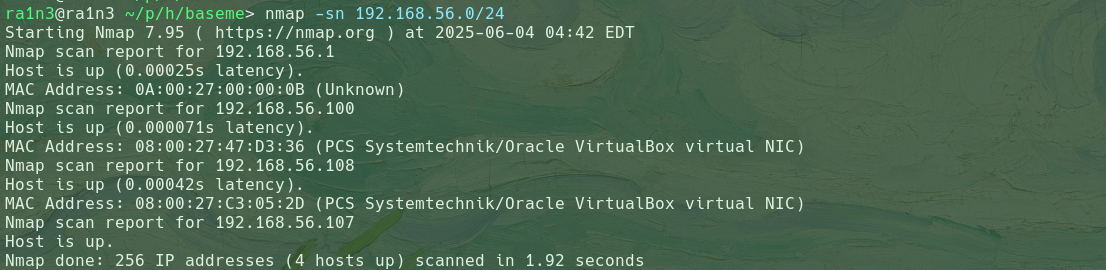 ra1n3@ra1n3 ~/p/h/baseme> nmap -sn 192.168.56.0/24
Starting Nmap 7.95 ( https://nmap.org ) at 2025-06-04 04:42 EDT
Nmap scan report for 192.168.56.1
Host is up (0.00025s latency).
MAC Address: 0A:00:27:00:00:0B (Unknown)
Nmap scan report for 192.168.56.100
Host is up (0.000071s latency).
MAC Address: 08:00:27:47:D3:36 (PCS Systemtechnik/Oracle VirtualBox virtual NIC)
Nmap scan report for 192.168.56.108
Host is up (0.00042s latency).
MAC Address: 08:00:27:C3:05:2D (PCS Systemtechnik/Oracle VirtualBox virtual NIC)
Nmap scan report for 192.168.56.107
Host is up.
Nmap done: 256 IP addresses (4 hosts up) scanned in 1.92 seconds